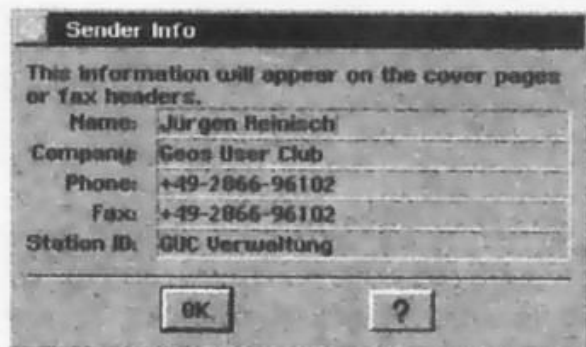 Sender Info
This information will appear on the cover pages
or fax headers.
Name: Jürgen Heinisch
Company: Geos User Club
Phone: +49-2866-96102
Fax: +49-2866-96102
Station ID: GUC Verwaltung
OK
?